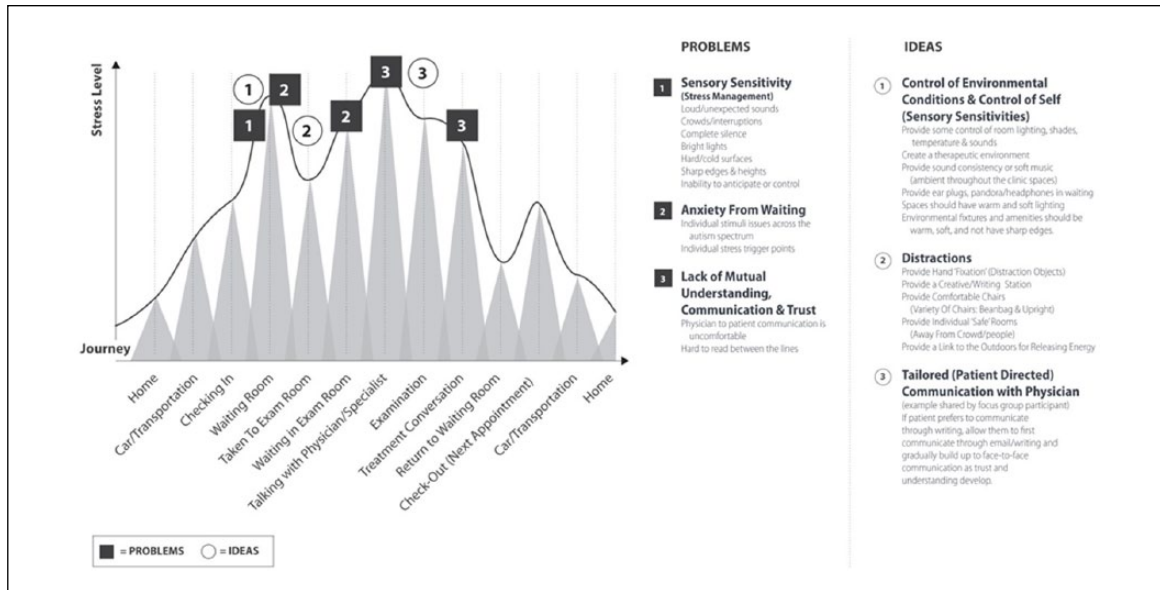 Stress Level
1
2
1
2
2
3
3
3
Journey
Home
Car/Transportation
Checking In
Waiting Room
Taken To Exam Room
Waiting in Exam Room
Talking with Physician/Specialist
Examination
Treatment Conversation
Return to Waiting Room
Check-Out (Next Appointment)
Car/Transportation
Home
= PROBLEMS
= IDEAS
PROBLEMS
1
Sensory Sensitivity
(Stress Management)
Loud/unexpected sounds
Crowds/interruptions
Complete silence
Bright lights
Hard/cold surfaces
Sharp edges & heights
Inability to anticipate or control
2
Anxiety From Waiting
Individual stimuli issues across the
autism spectrum
Individual stress trigger points
3
Lack of Mutual
Understanding,
Communication & Trust
Physician to patient communication is
uncomfortable
Hard to read between the lines
IDEAS
1
Control of Environmental
Conditions & Control of Self
(Sensory Sensitivities)
Provide some control of room lighting, shades,
temperature & sounds
Create a therapeutic environment
Provide sound consistency or soft music
(ambient throughout the clinic spaces)
Provide ear plugs, pandora/headphones in waiting
Spaces should have warm and soft lighting
Environmental fixtures and amenities should be
warm, soft, and not have sharp edges.
2
Distractions
Provide Hand 'Fixation' (Distraction Objects)
Provide a Creative/Writing Station
Provide Comfortable Chairs
(Variety Of Chairs: Beanbag & Upright)
Provide Individual 'Safe' Rooms
(Away From Crowd/people)
Provide a Link to the Outdoors for Releasing Energy
3
Tailored (Patient Directed)
Communication with Physician
(example shared by focus group participant)
If patient prefers to communicate
through writing, allow them to first
communicate through email/writing and
gradually build up to face-to-face
communication as trust and
understanding develop.